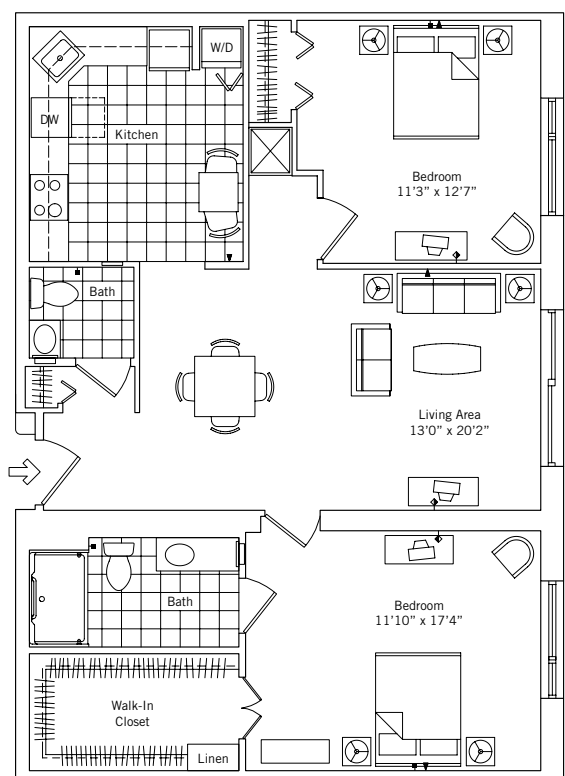 W/D
DW
Kitchen
Bedroom
11’3” x 12’7”
Bath
Living Area
13’0” x 20’2”
Bath
Bedroom
11’10” x 17’4”
Walk-In
Closet
Linen